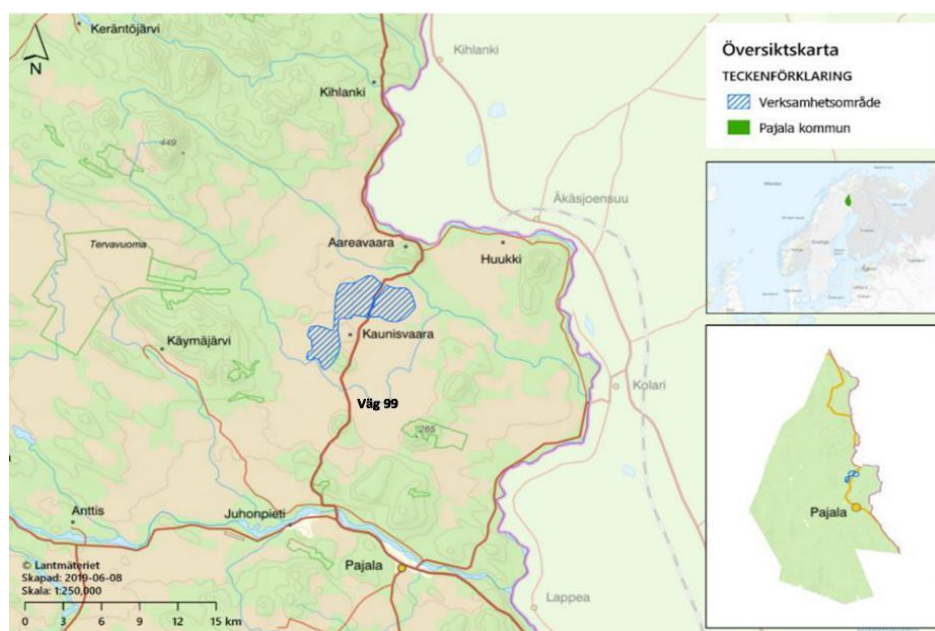 Keräntöjärvi
N
Kihlanki
Kihlanki
449
Äkäsjoensuu
Aareavaara
Huukki
Tervavuoma
Kaunisvaara
Käymäjärvi
Kolari
Väg 99
265
Anttis
Juhonpieti
Pajala
Lappea
© Lantmäteriet
Skapad: 2019-06-08
Skala: 1:250,000
0 3 6 9 12 15 km
Översiktskarta
TECKENFÖRKLARING
Verksamhetsområde
Pajala kommun
Sverige
Pajala